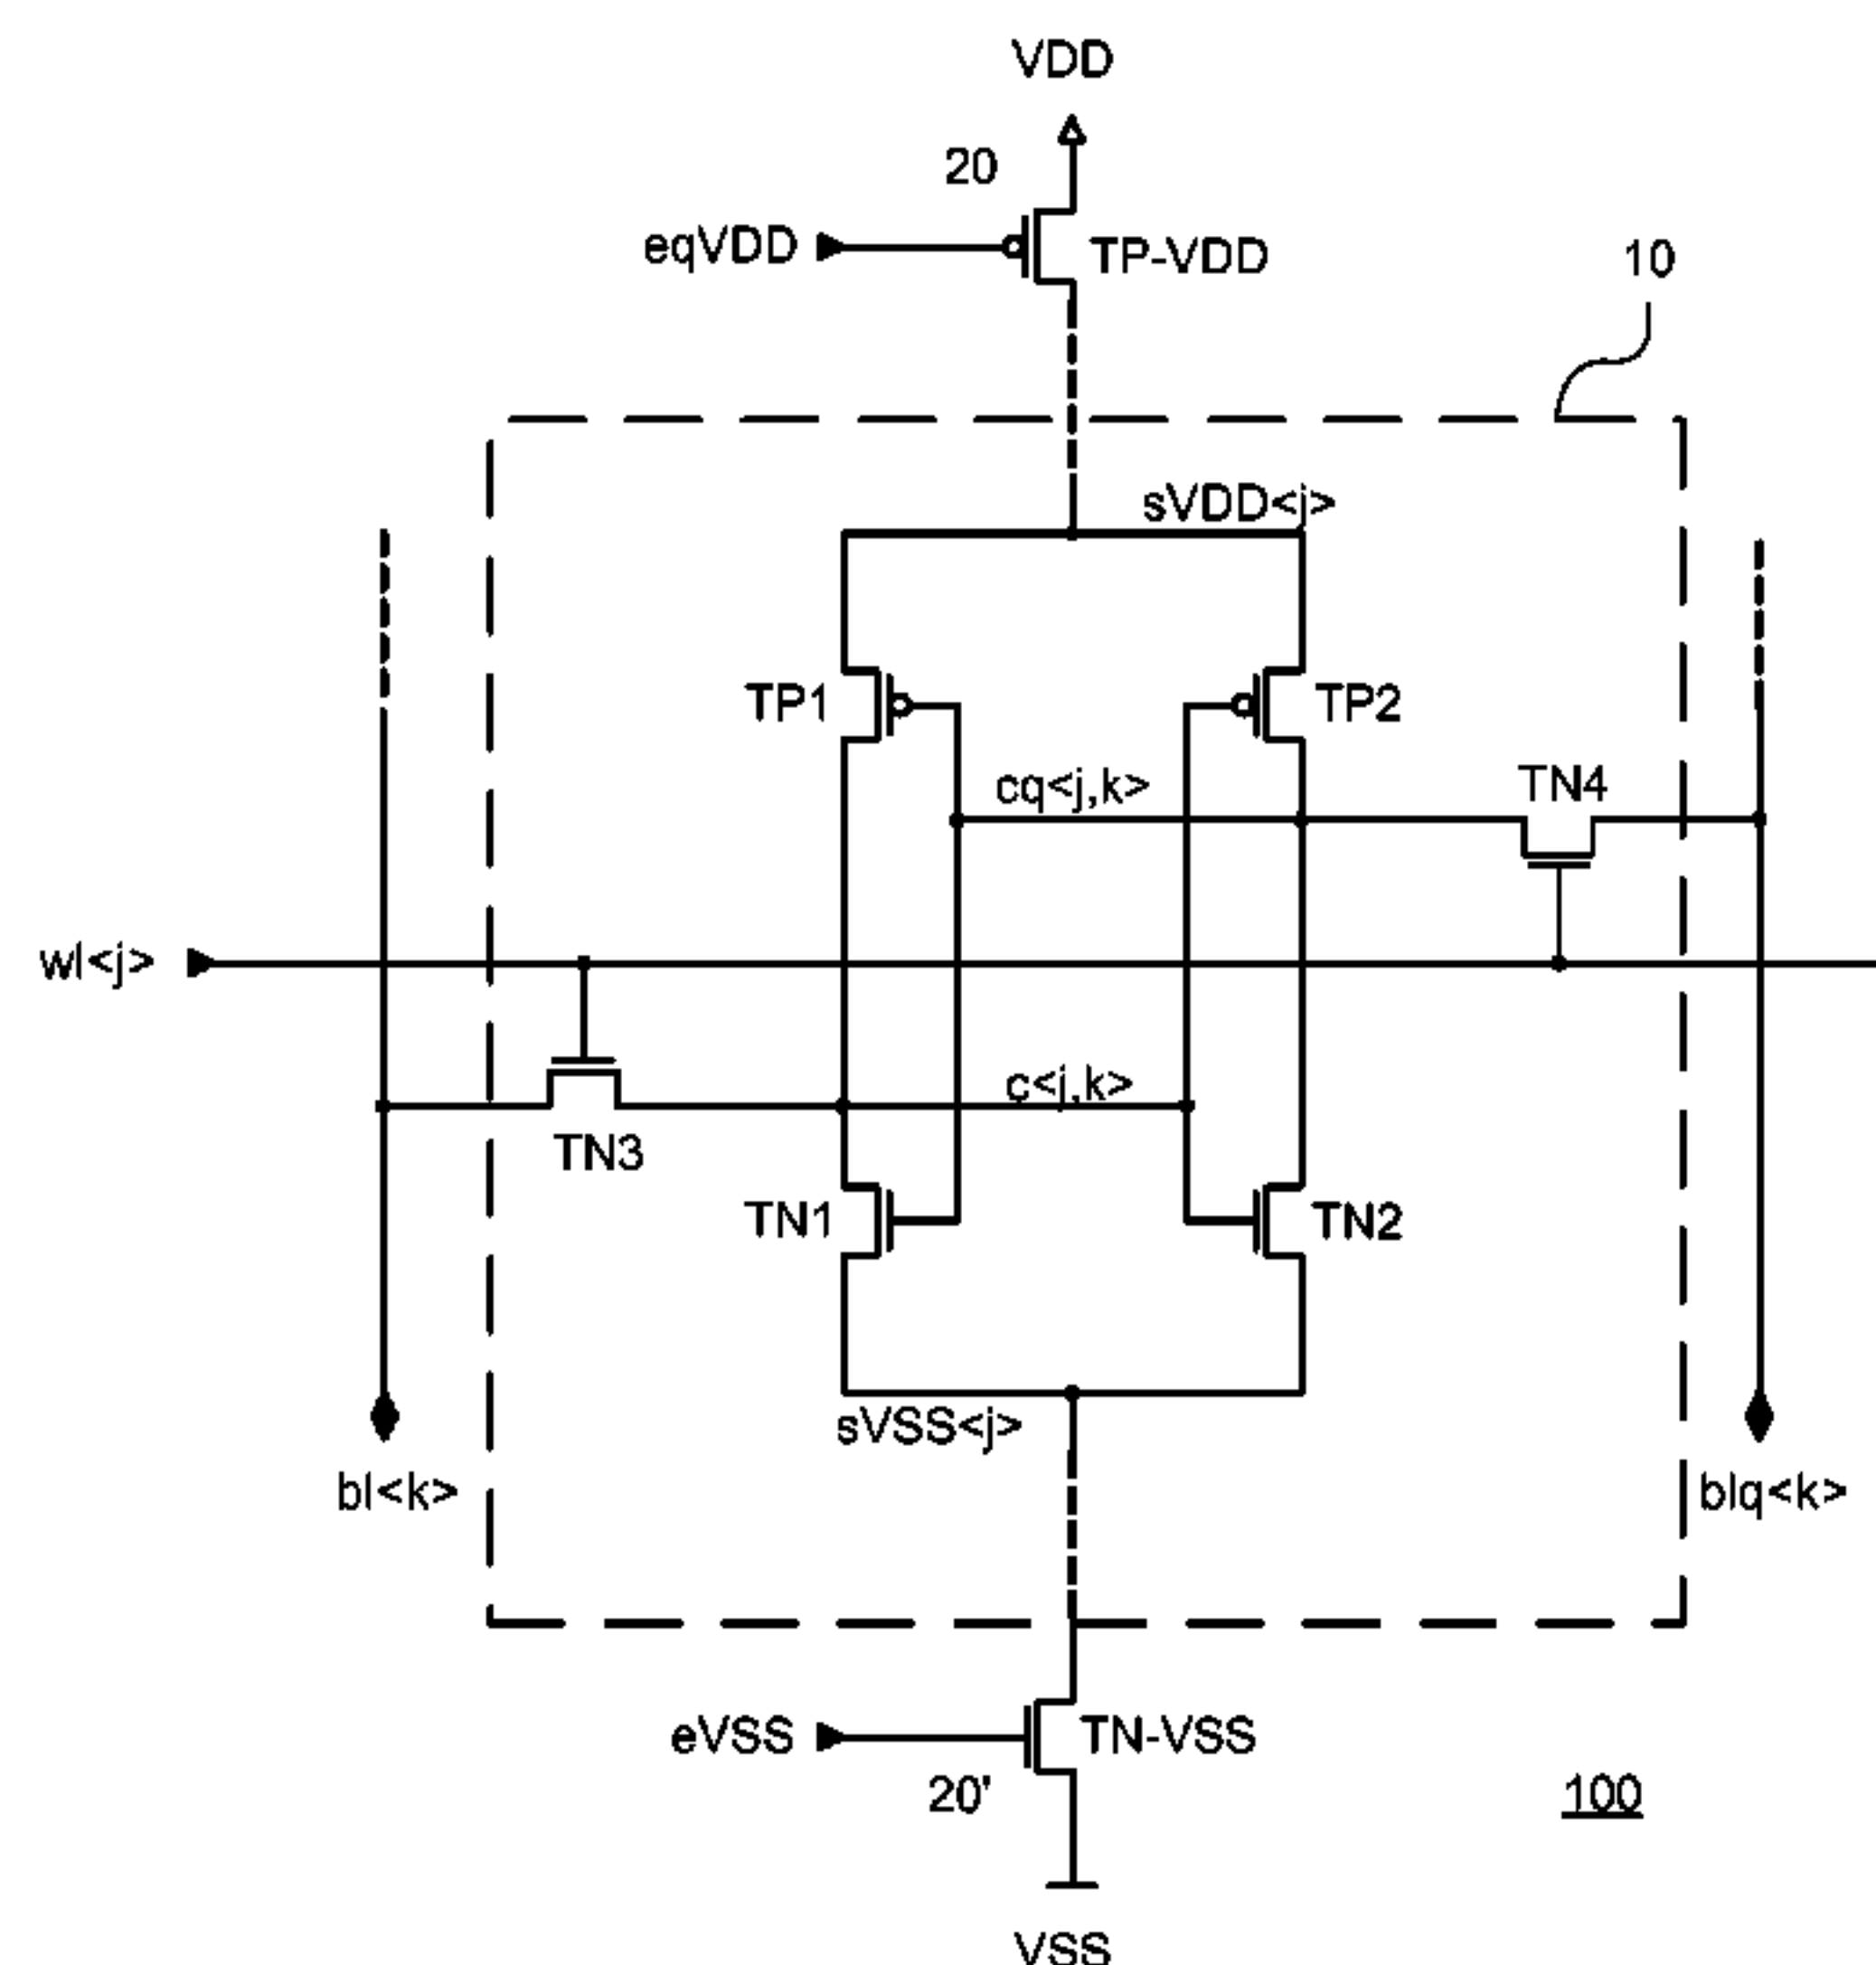 VDD
20
eqVDD
TP-VDD
10
sVDD<j>
TP1
TP2
cq<j,k>
TN4
wl<j>
c<j,k>
TN3
TN1
TN2
sVSS<j>
bl<k>
blq<k>
eVSS
TN-VSS
20'
100
VSS